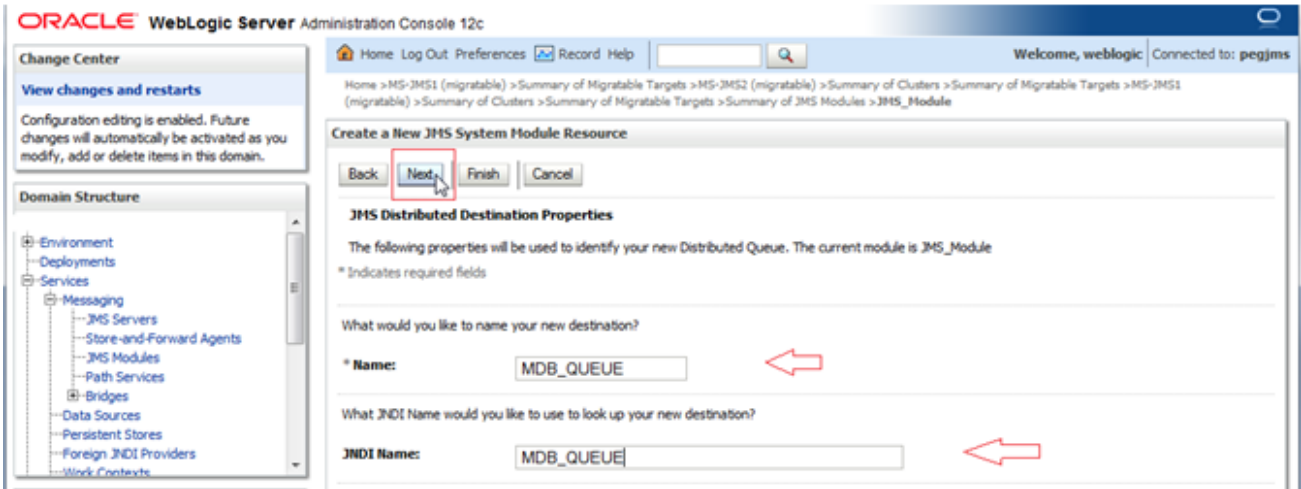 ORACLE WebLogic Server Administration Console 12c
Change Center
View changes and restarts
Configuration editing is enabled. Future
changes will automatically be activated as you
modify, add or delete items in this domain.
Domain Structure
Environment
Deployments
Services
Messaging
JMS Servers
Store-and-Forward Agents
JMS Modules
Path Services
Bridges
Data Sources
Persistent Stores
Foreign JNDI Providers
Work Contexts
Home Log Out Preferences Record Help
Welcome, weblogic Connected to: pegjms
Home >MS-JMS1 (migratable) >Summary of Migratable Targets >MS-JMS2 (migratable) >Summary of Clusters >Summary of Migratable Targets >MS-JMS1
(migratable) >Summary of Clusters >Summary of Migratable Targets >Summary of JMS Modules >JMS_Module
Create a New JMS System Module Resource
Back Next Finish Cancel
JMS Distributed Destination Properties
The following properties will be used to identify your new Distributed Queue. The current module is JMS_Module
* Indicates required fields
What would you like to name your new destination?
* Name: MDB_QUEUE
What JNDI Name would you like to use to look up your new destination?
JNDI Name: MDB_QUEUE